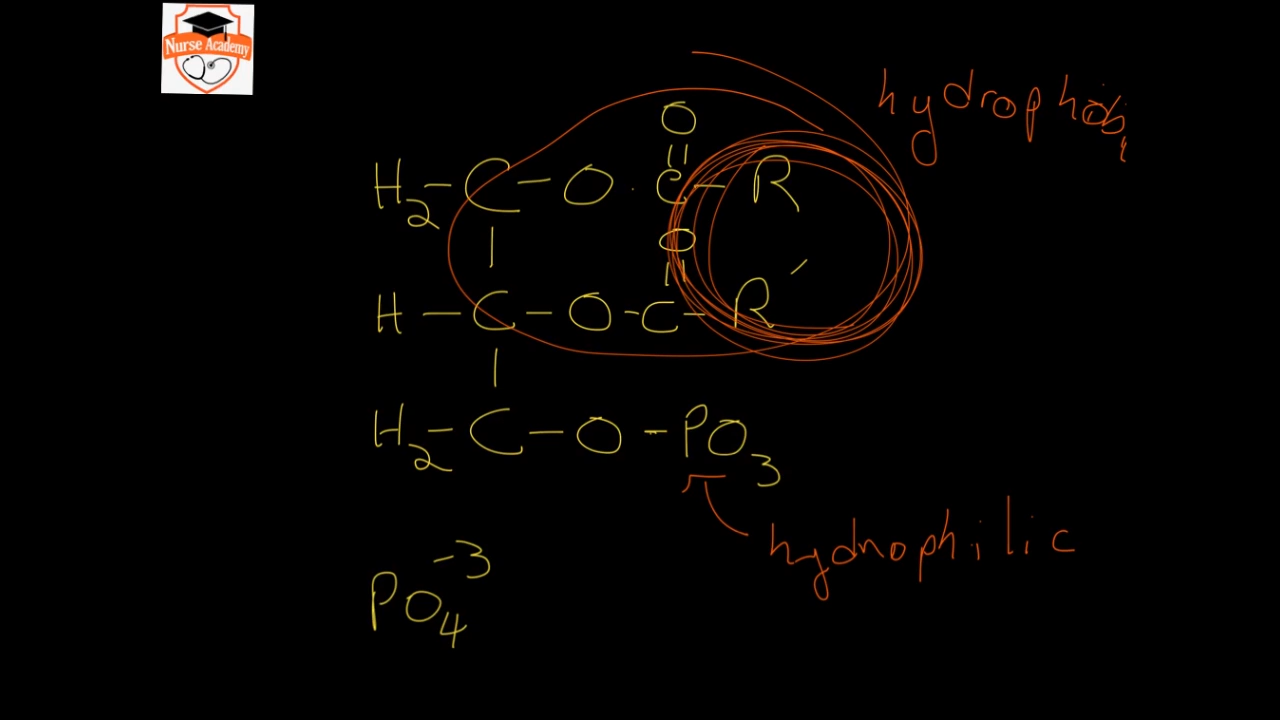 Nurse Academy
hydrophobi
O
||
H₂ – C – O · C – R
| O
||
H – C – O – C – R′
|
H₂ – C – O – PO₃
hydrophilic
PO₄⁻³